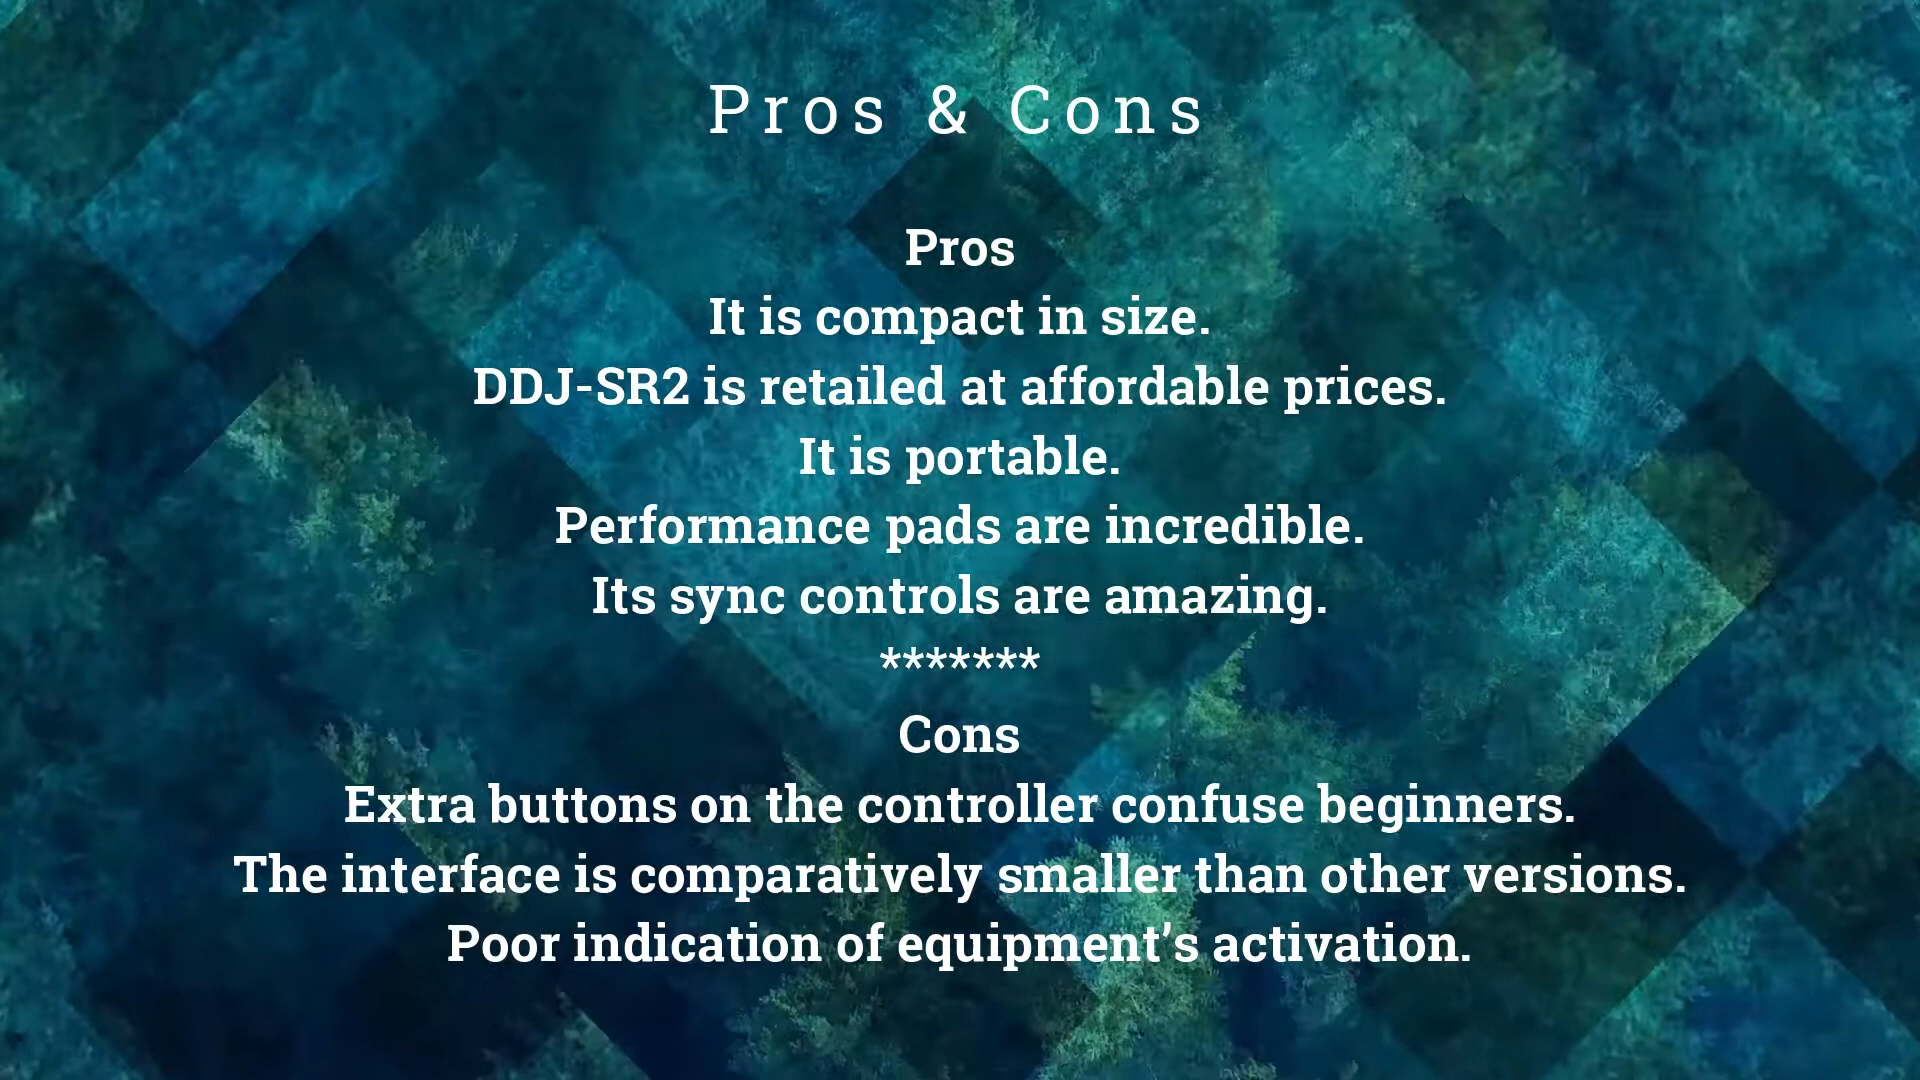 Pros & Cons
Pros
It is compact in size.
DDJ-SR2 is retailed at affordable prices.
It is portable.
Performance pads are incredible.
Its sync controls are amazing.
*******
Cons
Extra buttons on the controller confuse beginners.
The interface is comparatively smaller than other versions.
Poor indication of equipment’s activation.